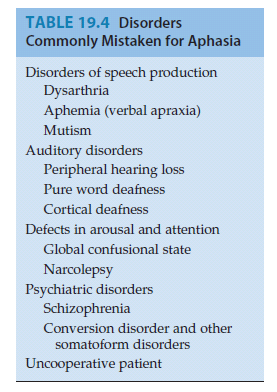 TABLE 19.4 Disorders
Commonly Mistaken for Aphasia
Disorders of speech production
Dysarthria
Aphemia (verbal apraxia)
Mutism
Auditory disorders
Peripheral hearing loss
Pure word deafness
Cortical deafness
Defects in arousal and attention
Global confusional state
Narcolepsy
Psychiatric disorders
Schizophrenia
Conversion disorder and other
somatoform disorders
Uncooperative patient